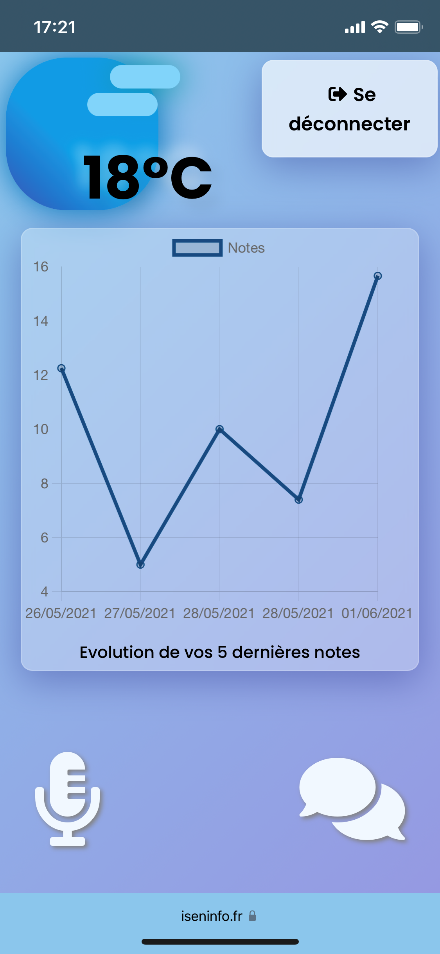 17:21
Se
déconnecter
18°C
Notes
16
14
12
10
8
6
4
26/05/2021 27/05/2021 28/05/2021 28/05/2021 01/06/2021
Evolution de vos 5 dernières notes
iseninfo.fr